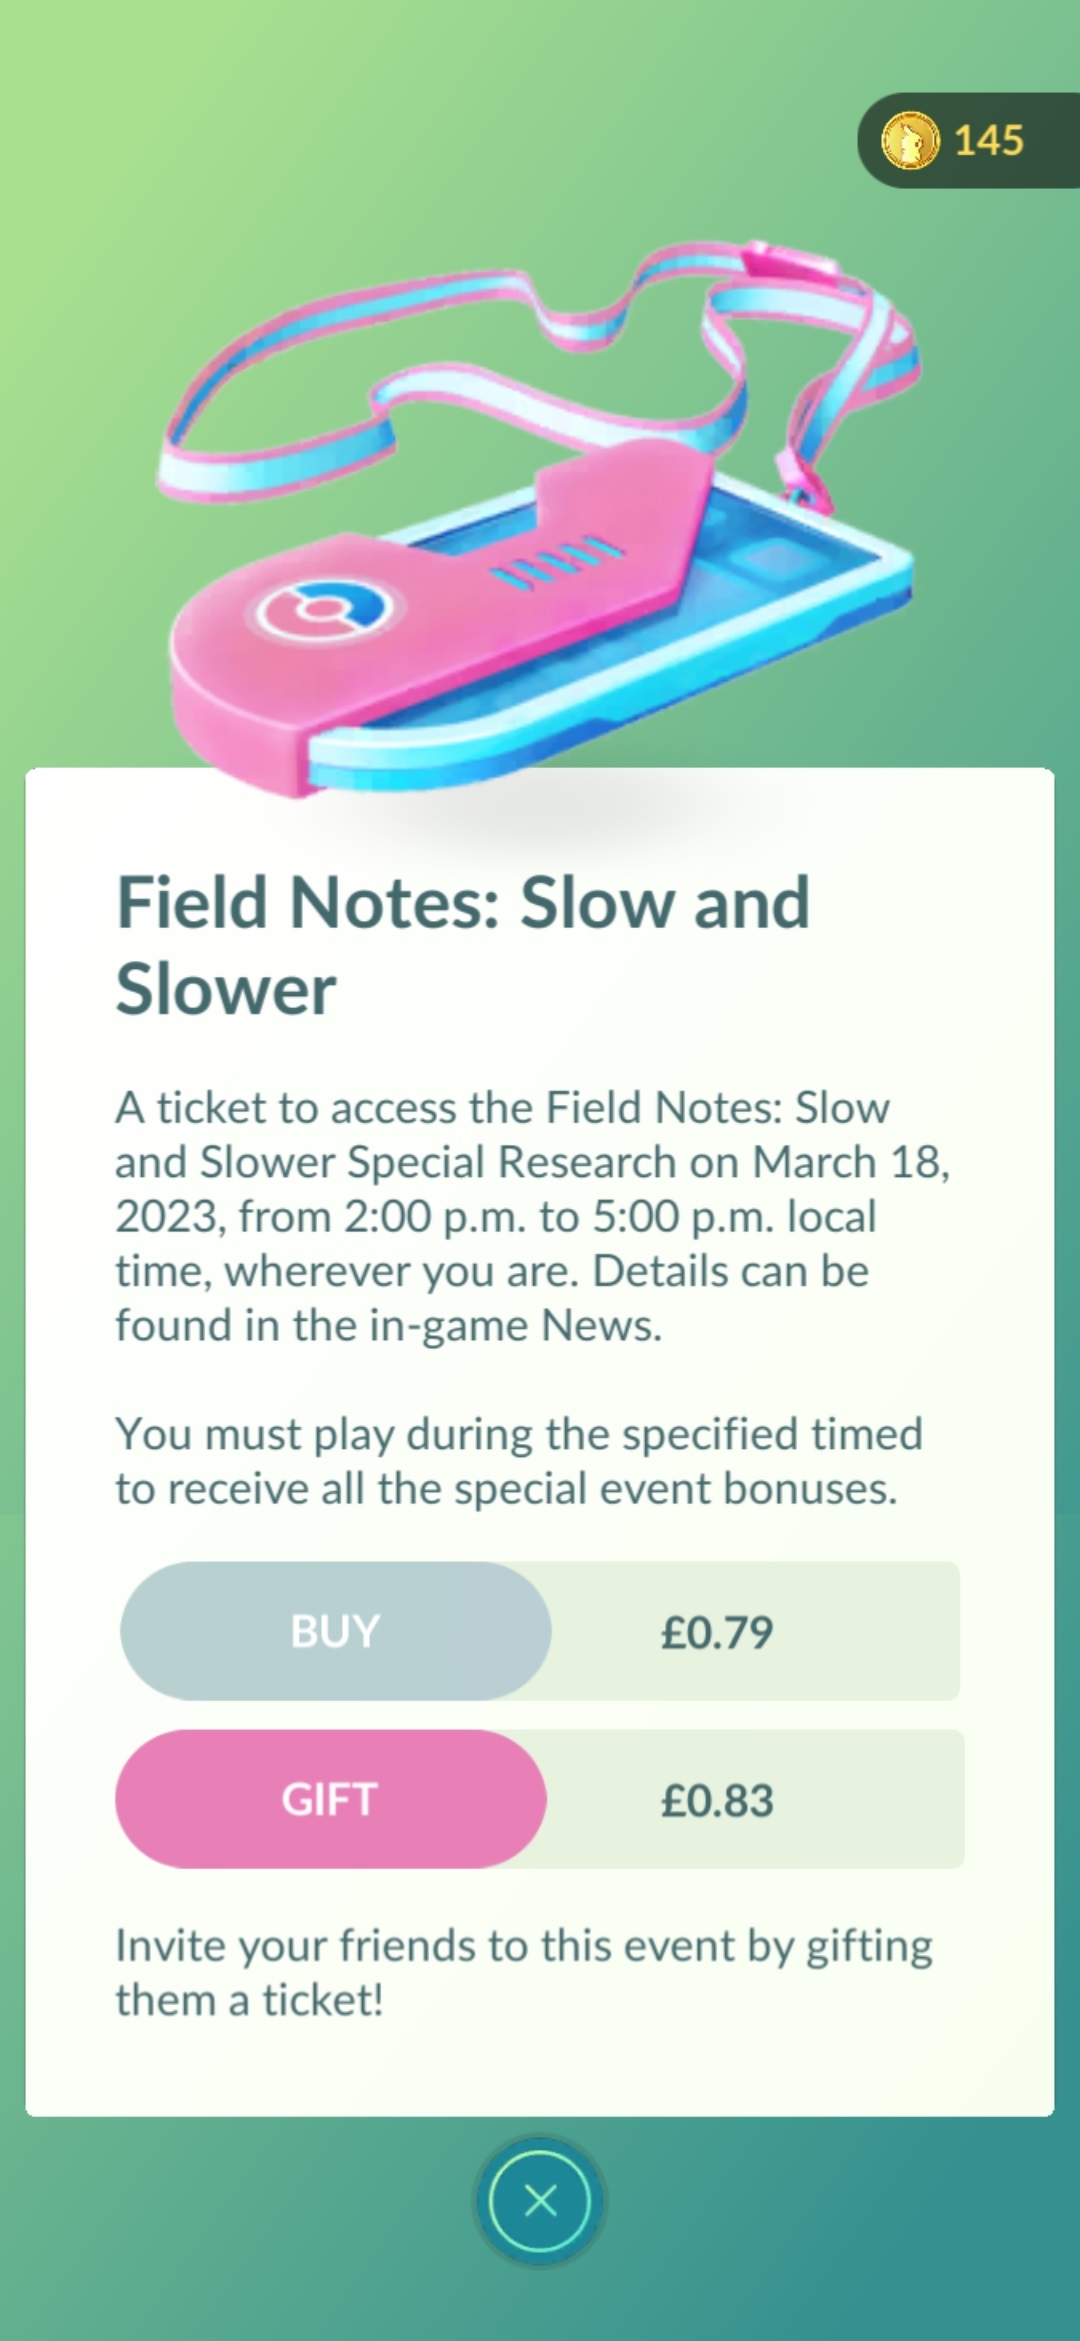 145
Field Notes: Slow and
Slower
A ticket to access the Field Notes: Slow
and Slower Special Research on March 18,
2023, from 2:00 p.m. to 5:00 p.m. local
time, wherever you are. Details can be
found in the in-game News.
You must play during the specified timed
to receive all the special event bonuses.
BUY £0.79
GIFT £0.83
Invite your friends to this event by gifting
them a ticket!